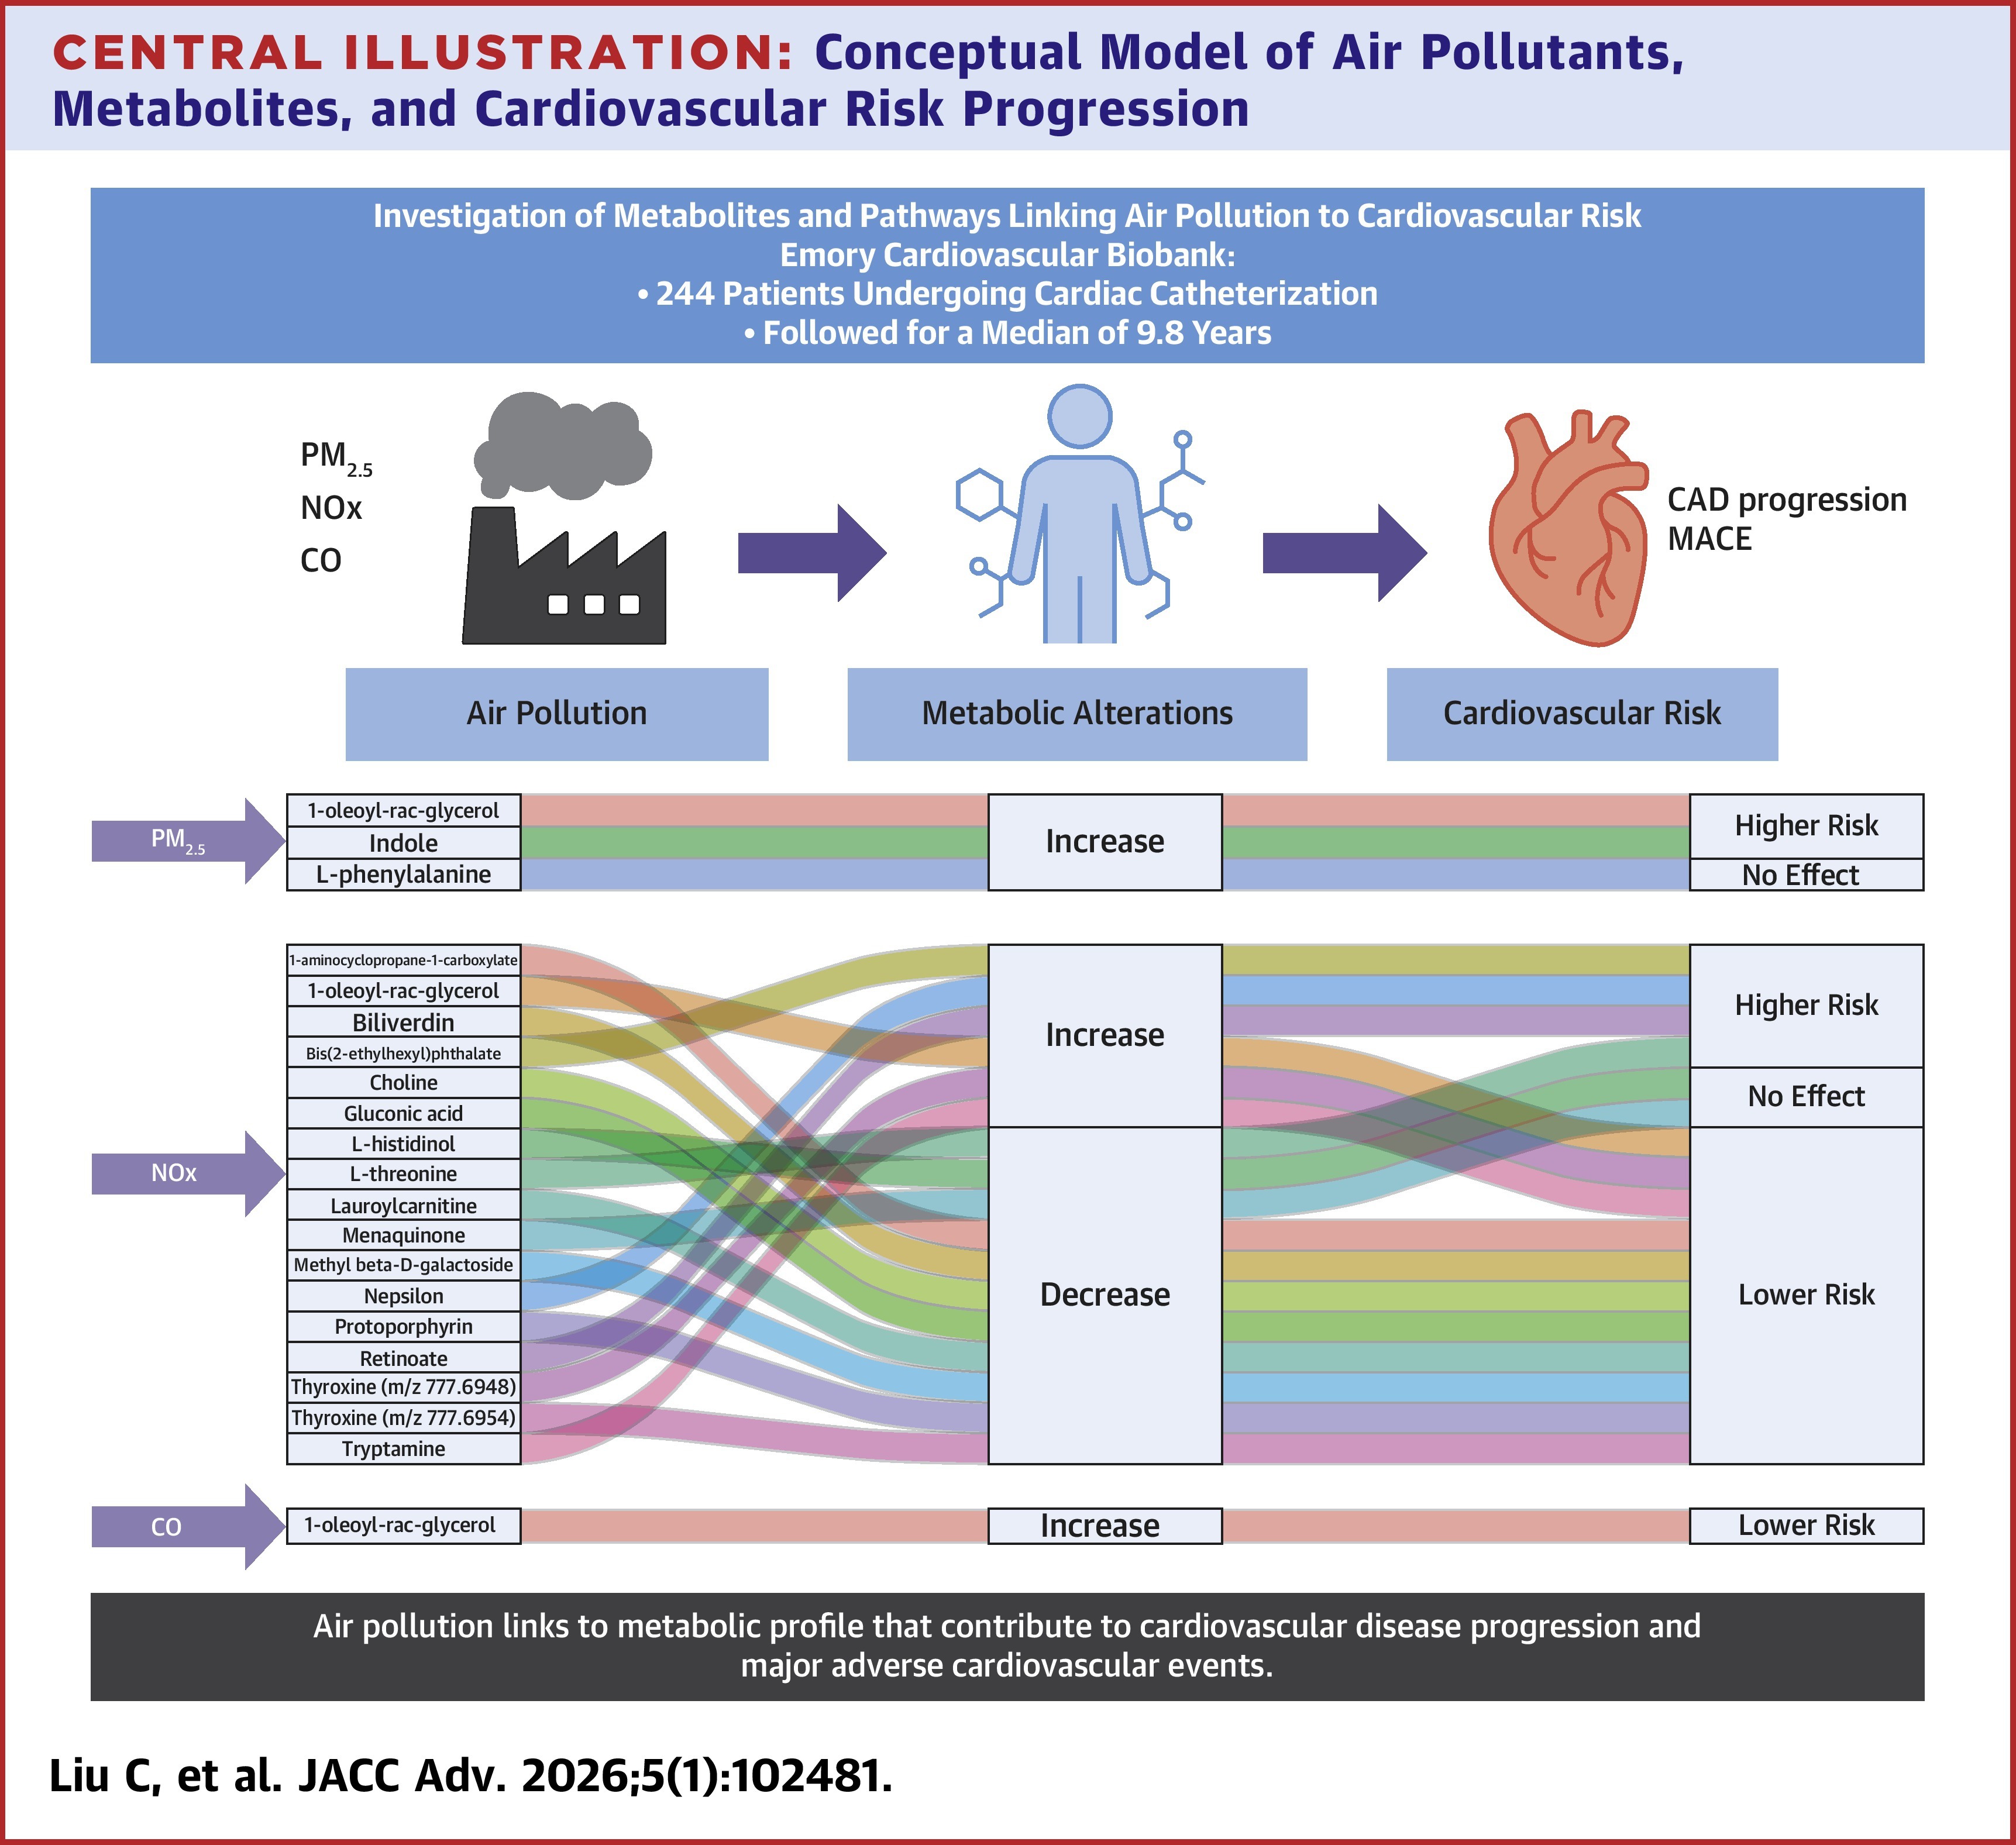 CENTRAL ILLUSTRATION: Conceptual Model of Air Pollutants,
Metabolites, and Cardiovascular Risk Progression
Investigation of Metabolites and Pathways Linking Air Pollution to Cardiovascular Risk
Emory Cardiovascular Biobank:
• 244 Patients Undergoing Cardiac Catheterization
• Followed for a Median of 9.8 Years
PM2.5
NOx
CO
CAD progression
MACE
Air Pollution
Metabolic Alterations
Cardiovascular Risk
PM2.5
1-oleoyl-rac-glycerol
Indole
L-phenylalanine
Increase
Higher Risk
No Effect
NOx
1-aminocyclopropane-1-carboxylate
1-oleoyl-rac-glycerol
Biliverdin
Bis(2-ethylhexyl)phthalate
Choline
Gluconic acid
L-histidinol
L-threonine
Lauroylcarnitine
Menaquinone
Methyl beta-D-galactoside
Nepsilon
Protoporphyrin
Retinoate
Thyroxine (m/z 777.6948)
Thyroxine (m/z 777.6954)
Tryptamine
Increase
Decrease
Higher Risk
No Effect
Lower Risk
CO
1-oleoyl-rac-glycerol
Increase
Lower Risk
Air pollution links to metabolic profile that contribute to cardiovascular disease progression and
major adverse cardiovascular events.
Liu C, et al. JACC Adv. 2026;5(1):102481.